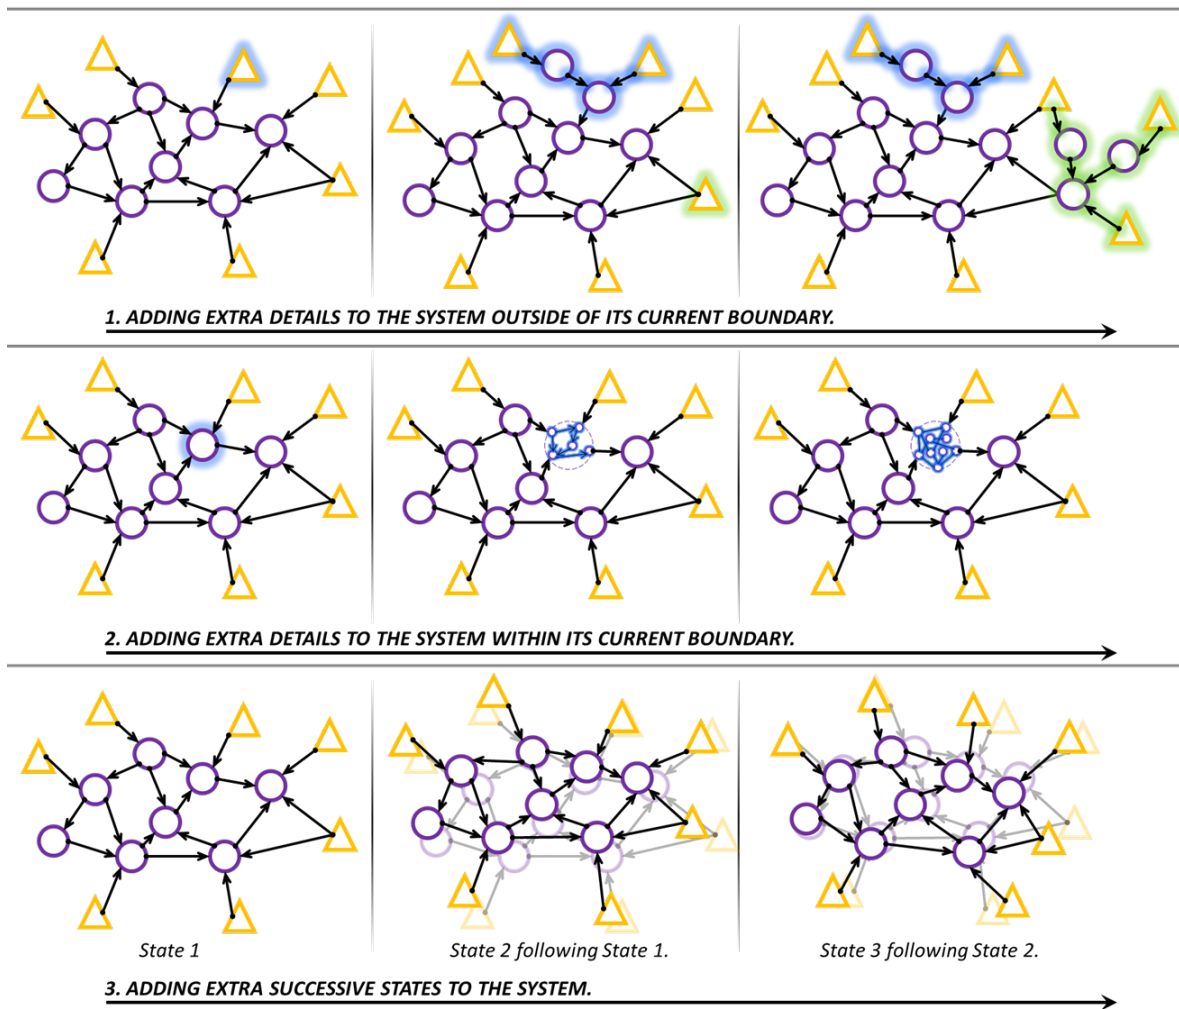 1. ADDING EXTRA DETAILS TO THE SYSTEM OUTSIDE OF ITS CURRENT BOUNDARY.
2. ADDING EXTRA DETAILS TO THE SYSTEM WITHIN ITS CURRENT BOUNDARY.
State 1
State 2 following State 1.
State 3 following State 2.
3. ADDING EXTRA SUCCESSIVE STATES TO THE SYSTEM.